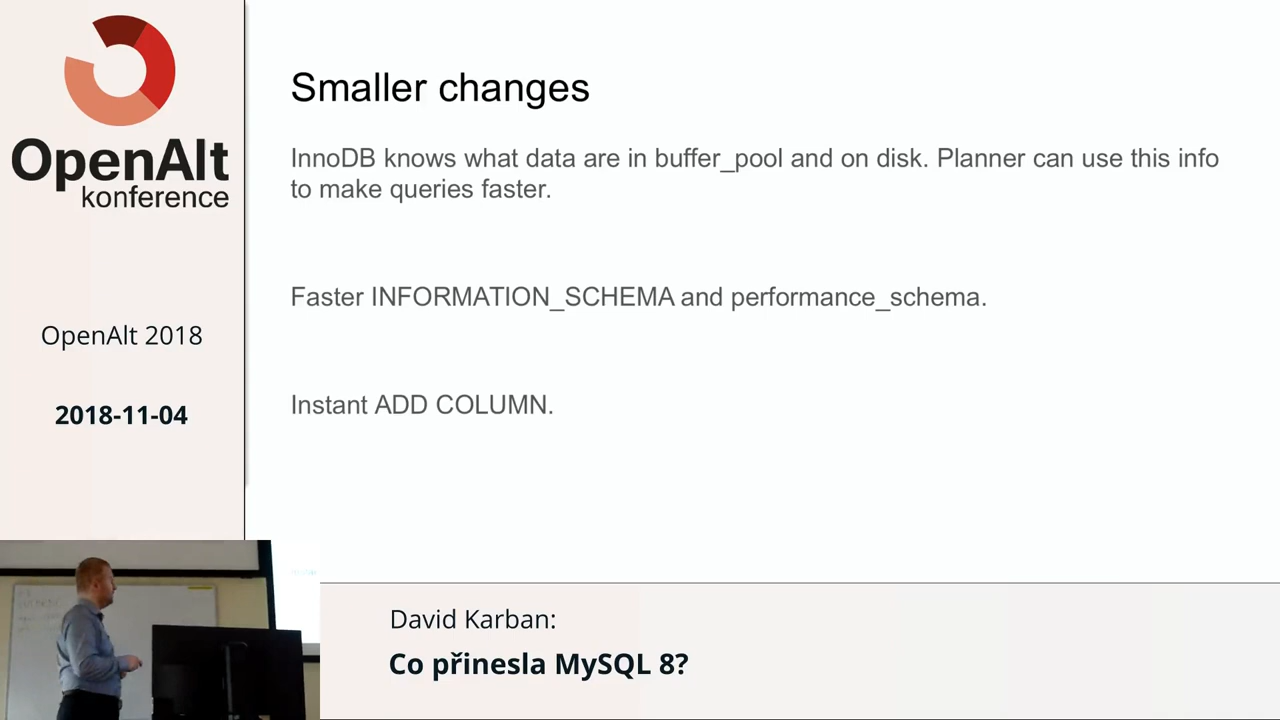 OpenAlt
konference
OpenAlt 2018
2018-11-04
Smaller changes
InnoDB knows what data are in buffer_pool and on disk. Planner can use this info
to make queries faster.
Faster INFORMATION_SCHEMA and performance_schema.
Instant ADD COLUMN.
David Karban:
Co přinesla MySQL 8?